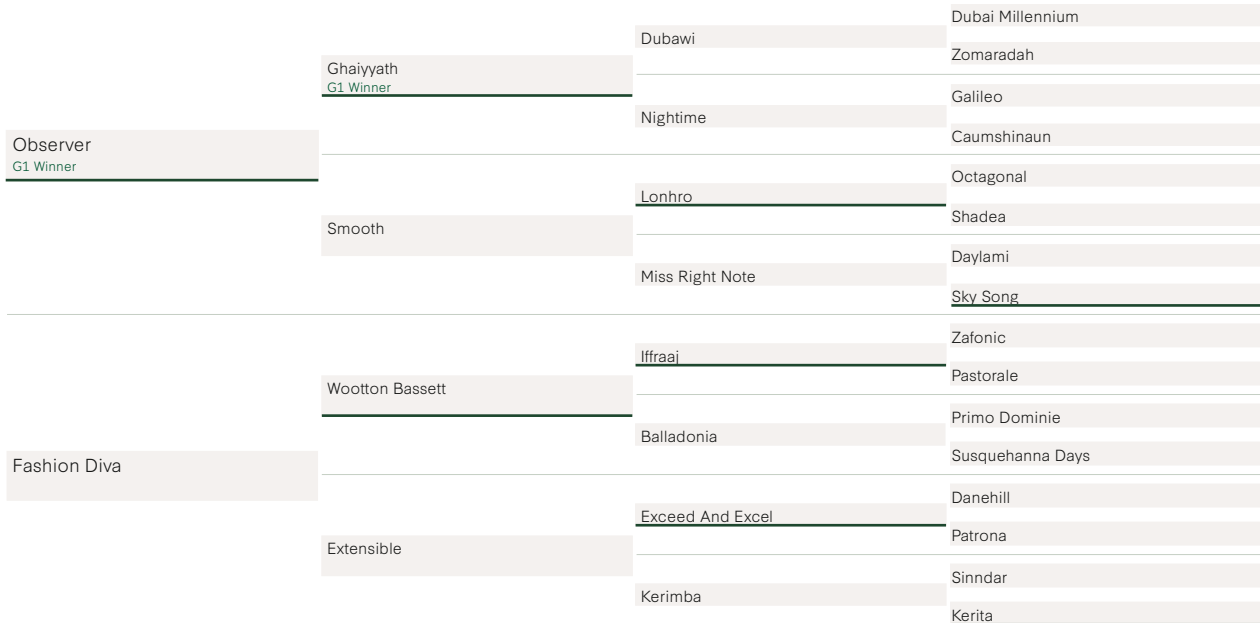 Observer
G1 Winner
Fashion Diva
Ghaiyyath
G1 Winner
Smooth
Wootton Bassett
Extensible
Dubawi
Nightime
Lonhro
Miss Right Note
Iffraaj
Balladonia
Exceed And Excel
Kerimba
Dubai Millennium
Zomaradah
Galileo
Caumshinaun
Octagonal
Shadea
Daylami
Sky Song
Zafonic
Pastorale
Primo Dominie
Susquehanna Days
Danehill
Patrona
Sinndar
Kerita